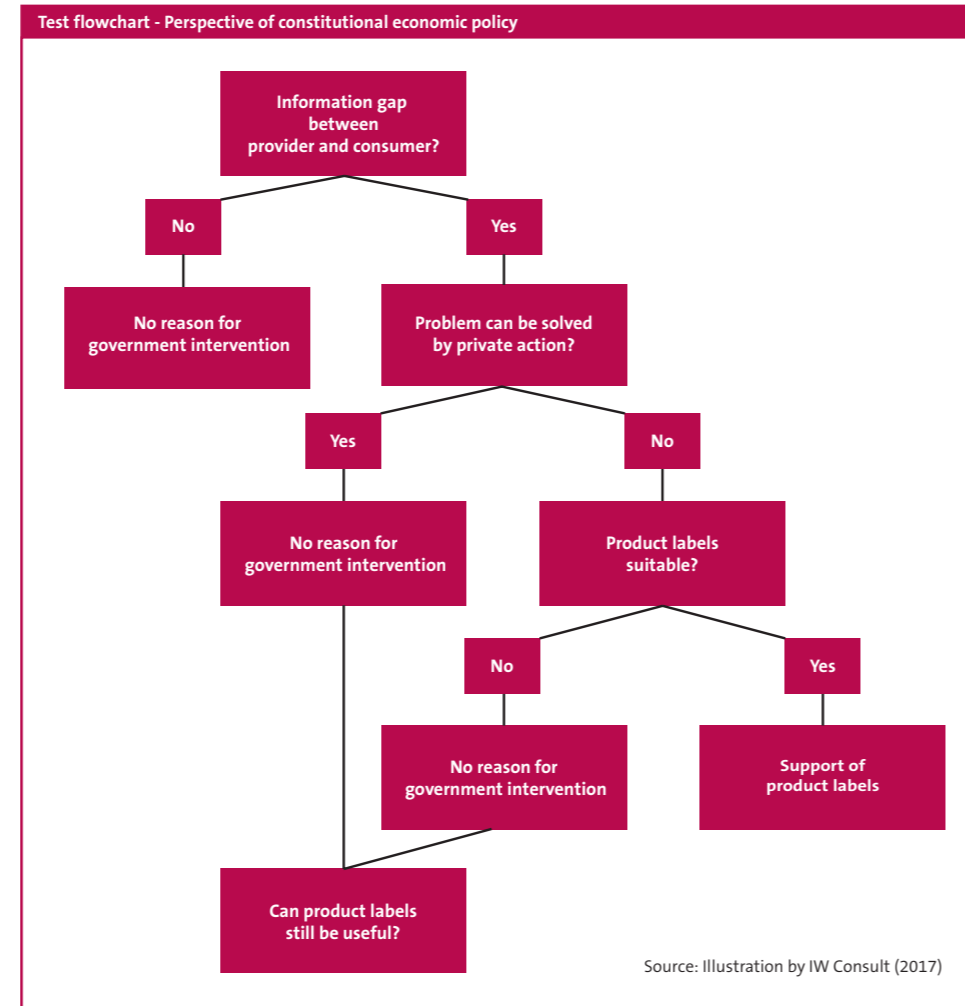 Test flowchart - Perspective of constitutional economic policy
Information gap
between
provider and consumer?
No
Yes
No reason for
government intervention
Problem can be solved
by private action?
Yes
No
No reason for
government intervention
Product labels
suitable?
No
Yes
No reason for
government intervention
Support of
product labels
Can product labels
still be useful?
Source: Illustration by IW Consult (2017)